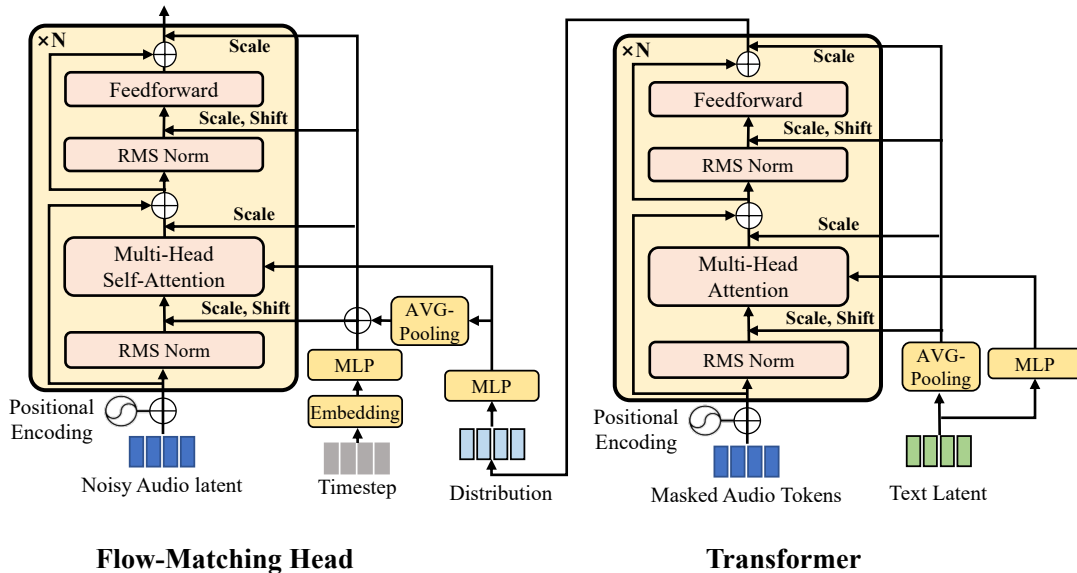 ×N
Scale
Feedforward
Scale, Shift
RMS Norm
Scale
Multi-Head
Self-Attention
Scale, Shift
AVG-
Pooling
RMS Norm
MLP
MLP
Embedding
Positional
Encoding
Noisy Audio latent
Timestep
Distribution
Flow-Matching Head
×N
Scale
Feedforward
Scale, Shift
RMS Norm
Scale
Multi-Head
Attention
Scale, Shift
RMS Norm
AVG-
Pooling
MLP
Positional
Encoding
Masked Audio Tokens
Text Latent
Transformer